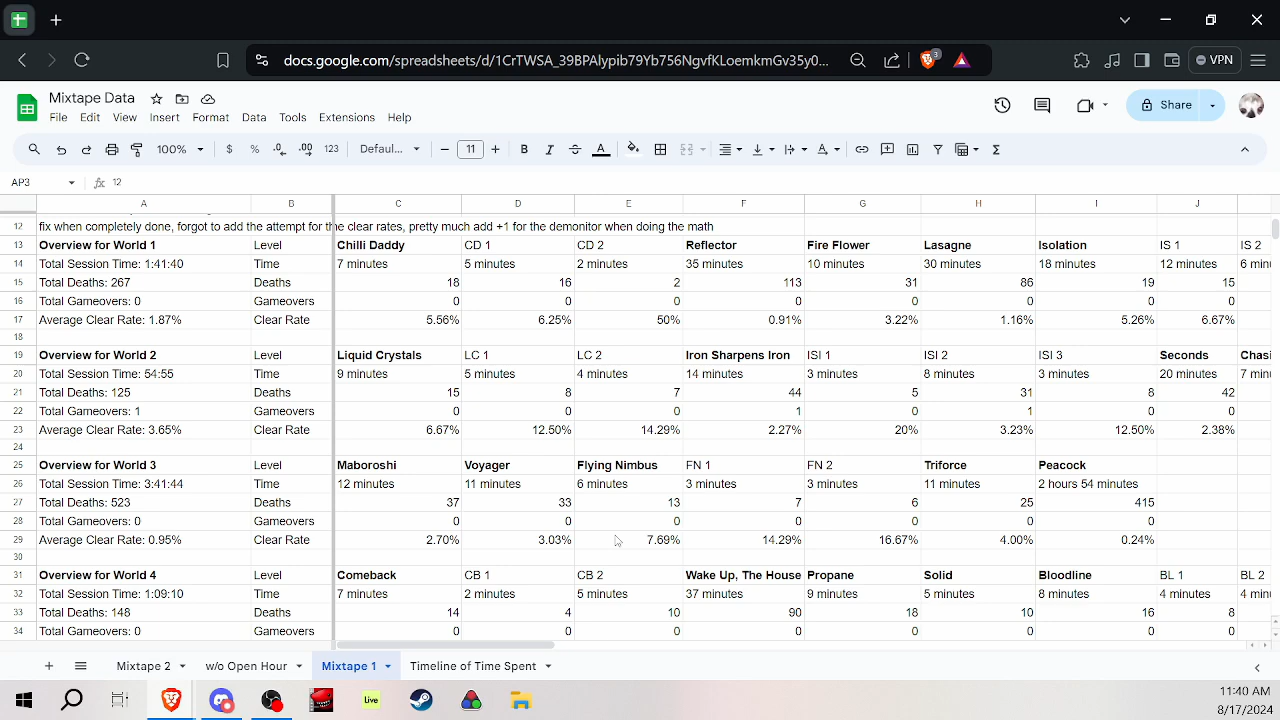 docs.google.com/spreadsheets/d/1CrTWSA_39BPAlypib79Yb756NgvfKLoemkmGv35y0... 3 VPN
Mixtape Data
File Edit View Insert Format Data Tools Extensions Help
Share
100% $ % .0 .00 123 Defaul... 11 B I A
AP3 fx 12
A B C D E F G H I J
12 fix when completely done, forgot to add the attempt for the clear rates, pretty much add +1 for the demonitor when doing the math
13 Overview for World 1 Level Chilli Daddy CD 1 CD 2 Reflector Fire Flower Lasagne Isolation IS 1 IS 2
14 Total Session Time: 1:41:40 Time 7 minutes 5 minutes 2 minutes 35 minutes 10 minutes 30 minutes 18 minutes 12 minutes 6 min
15 Total Deaths: 267 Deaths 18 16 2 113 31 86 19 15
16 Total Gameovers: 0 Gameovers 0 0 0 0 0 0 0 0
17 Average Clear Rate: 1.87% Clear Rate 5.56% 6.25% 50% 0.91% 3.22% 1.16% 5.26% 6.67%
18
19 Overview for World 2 Level Liquid Crystals LC 1 LC 2 Iron Sharpens Iron ISI 1 ISI 2 ISI 3 Seconds Chasi
20 Total Session Time: 54:55 Time 9 minutes 5 minutes 4 minutes 14 minutes 3 minutes 8 minutes 3 minutes 20 minutes 7 min
21 Total Deaths: 125 Deaths 15 8 7 44 5 31 8 42
22 Total Gameovers: 1 Gameovers 0 0 0 1 0 1 0 0
23 Average Clear Rate: 3.65% Clear Rate 6.67% 12.50% 14.29% 2.27% 20% 3.23% 12.50% 2.38%
24
25 Overview for World 3 Level Maboroshi Voyager Flying Nimbus FN 1 FN 2 Triforce Peacock
26 Total Session Time: 3:41:44 Time 12 minutes 11 minutes 6 minutes 3 minutes 3 minutes 11 minutes 2 hours 54 minutes
27 Total Deaths: 523 Deaths 37 33 13 7 6 25 415
28 Total Gameovers: 0 Gameovers 0 0 0 0 0 0 0
29 Average Clear Rate: 0.95% Clear Rate 2.70% 3.03% 7.69% 14.29% 16.67% 4.00% 0.24%
30
31 Overview for World 4 Level Comeback CB 1 CB 2 Wake Up, The House Propane Solid Bloodline BL 1 BL 2
32 Total Session Time: 1:09:10 Time 7 minutes 2 minutes 5 minutes 37 minutes 9 minutes 5 minutes 8 minutes 4 minutes 4 min
33 Total Deaths: 148 Deaths 14 4 10 90 18 10 16 8
34 Total Gameovers: 0 Gameovers 0 0 0 0 0 0 0 0
Mixtape 2 w/o Open Hour Mixtape 1 Timeline of Time Spent
Live
11:40 AM
8/17/2024